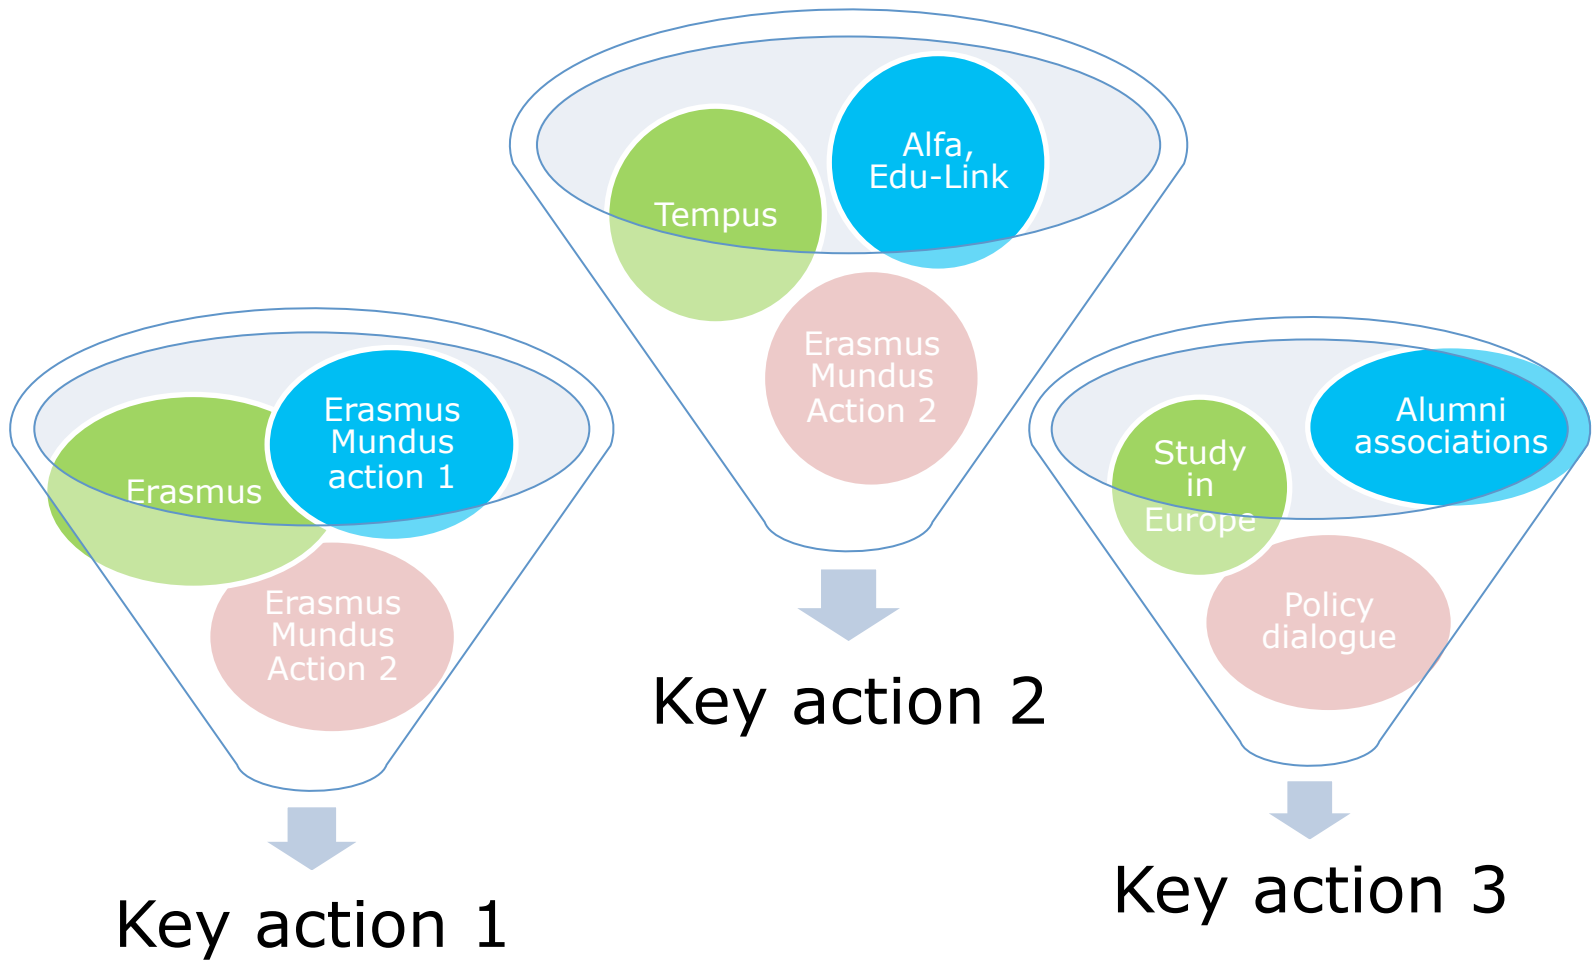 Erasmus
Erasmus
Mundus
action 1
Erasmus
Mundus
Action 2
Key action 1
Tempus
Alfa,
Edu-Link
Erasmus
Mundus
Action 2
Key action 2
Study
in
Europe
Alumni
associations
Policy
dialogue
Key action 3